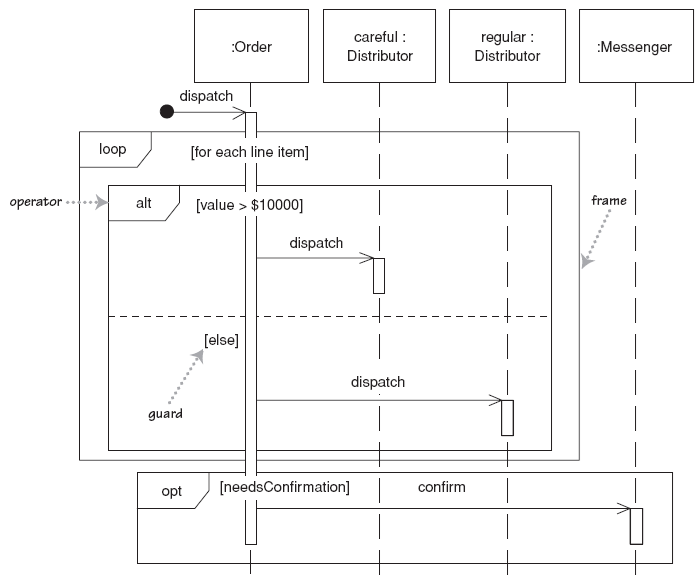 :Order
careful :
Distributor
regular :
Distributor
:Messenger
dispatch
loop
[for each line item]
operator
alt
[value > $10000]
frame
dispatch
[else]
dispatch
guard
opt
[needsConfirmation]
confirm